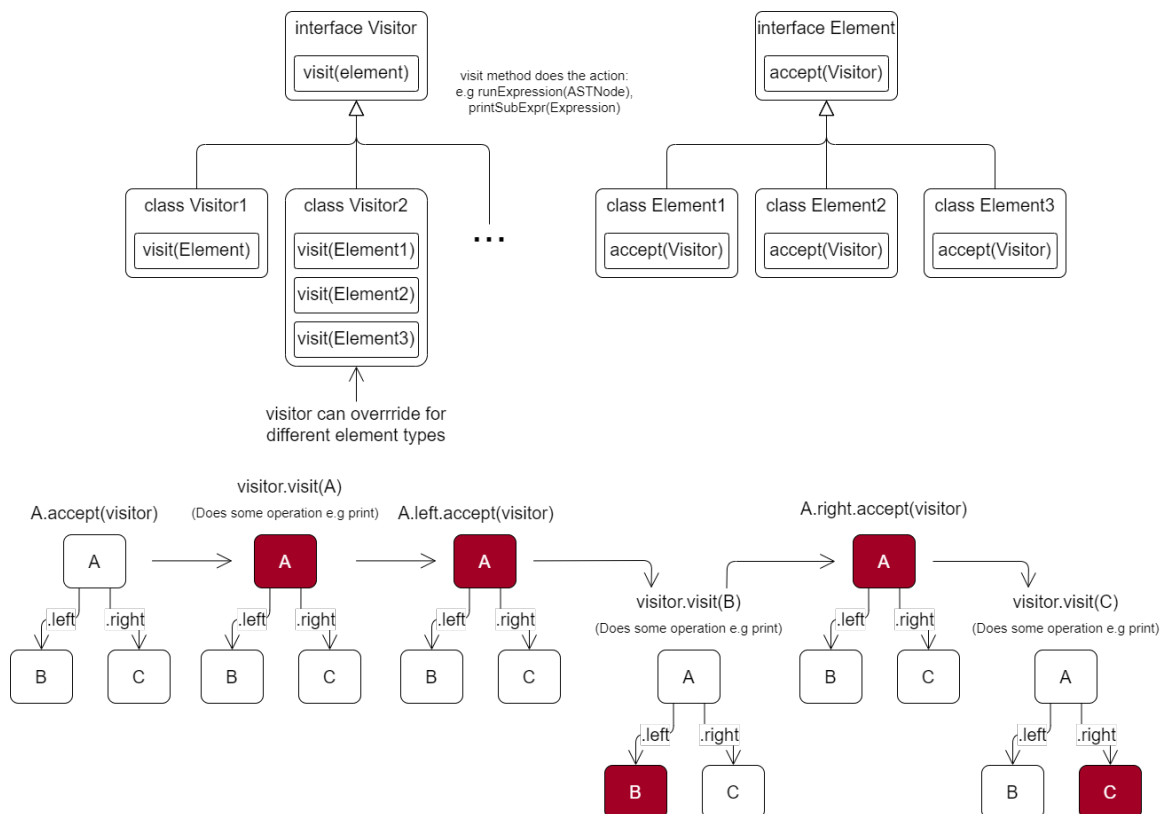 interface Visitor
visit(element)
visit method does the action:
e.g runExpression(ASTNode),
printSubExpr(Expression)
interface Element
accept(Visitor)
class Visitor1
visit(Element)
class Visitor2
visit(Element1)
visit(Element2)
visit(Element3)
...
class Element1
accept(Visitor)
class Element2
accept(Visitor)
class Element3
accept(Visitor)
visitor can overrride for
different element types
A.accept(visitor)
A
.left
.right
B
C
visitor.visit(A)
(Does some operation e.g print)
A
.left
.right
B
C
A.left.accept(visitor)
A
.left
.right
B
C
visitor.visit(B)
(Does some operation e.g print)
A
.left
.right
B
C
A.right.accept(visitor)
A
.left
.right
B
C
visitor.visit(C)
(Does some operation e.g print)
A
.left
.right
B
C